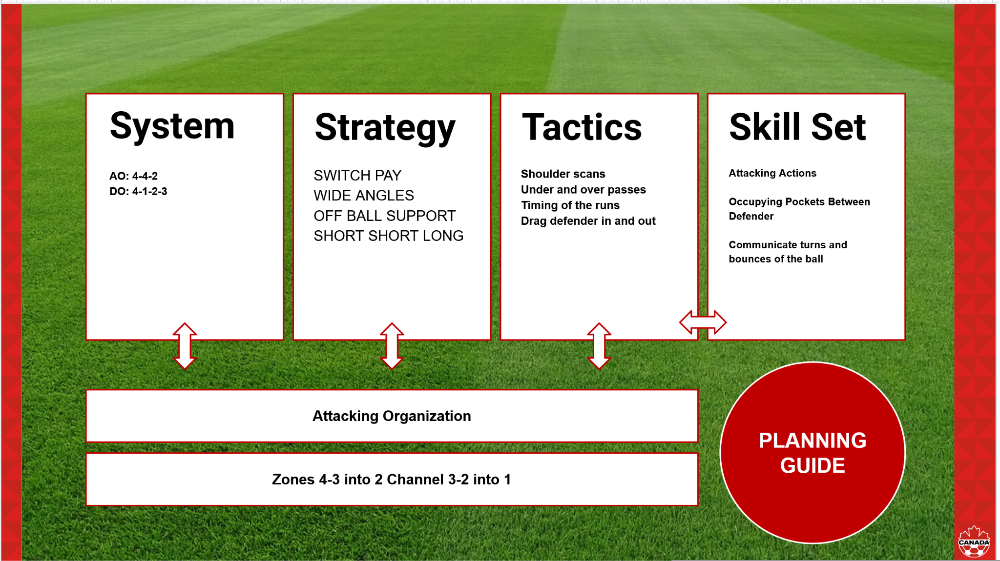 System
AO: 4-4-2
DO: 4-1-2-3
Strategy
SWITCH PAY
WIDE ANGLES
OFF BALL SUPPORT
SHORT SHORT LONG
Tactics
Shoulder scans
Under and over passes
Timing of the runs
Drag defender in and out
Skill Set
Attacking Actions
Occupying Pockets Between
Defender
Communicate turns and
bounces of the ball
Attacking Organization
Zones 4-3 into 2 Channel 3-2 into 1
PLANNING
GUIDE
CANADA